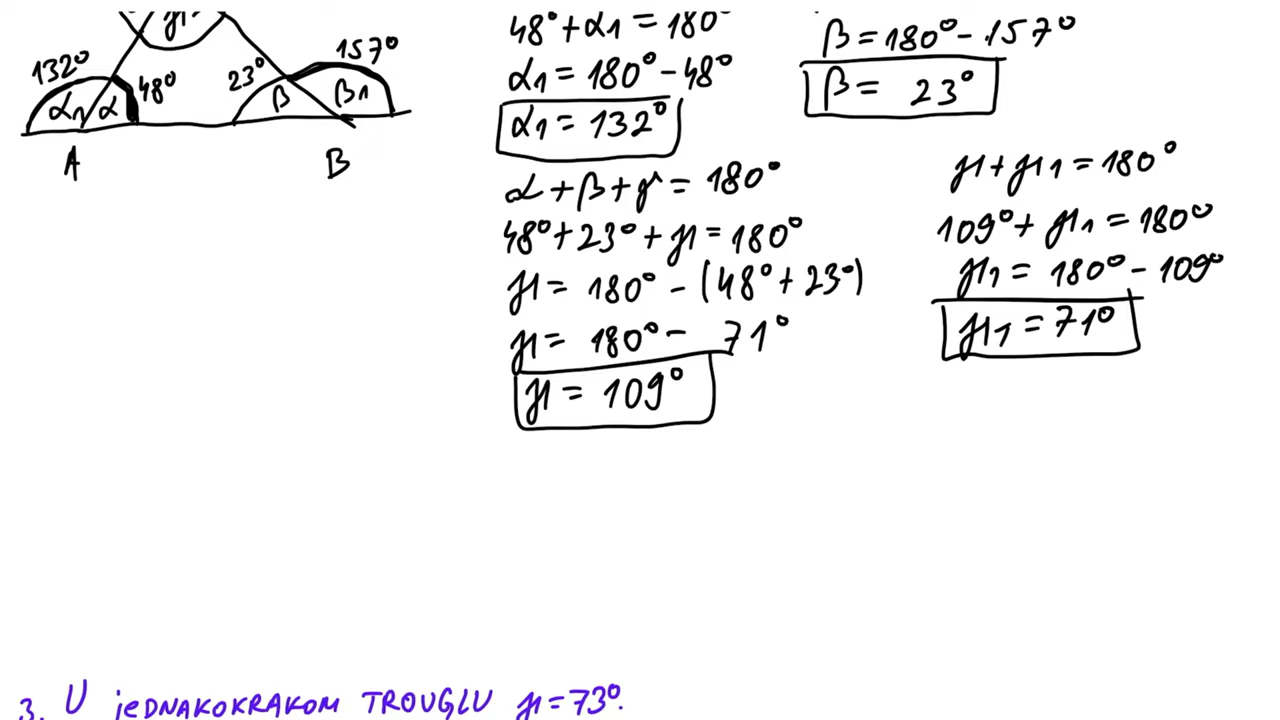 γ
132° 48° 23° 157°
α₁ α β β₁
A B
48° + α₁ = 180°
α₁ = 180° - 48°
α₁ = 132°
α + β + γ = 180°
48° + 23° + γ = 180°
γ = 180° - (48° + 23°)
γ = 180° - 71°
γ = 109°
β = 180° - 157°
β = 23°
γ + γ₁ = 180°
109° + γ₁ = 180°
γ₁ = 180° - 109°
γ₁ = 71°
3. U JEDNAKOKRAKOM TROUGLU γ = 73°.